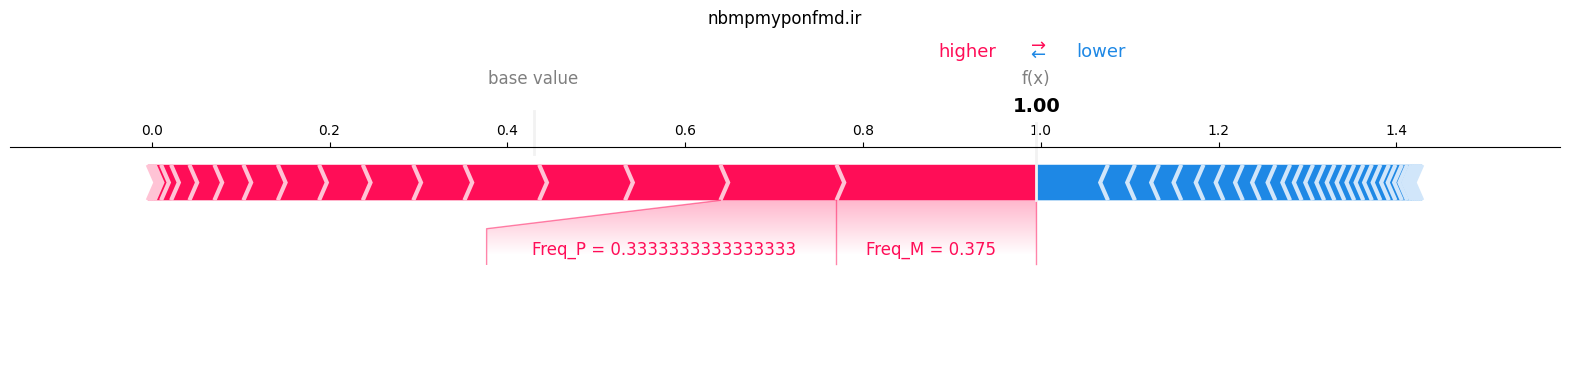 nbmpmyponfmd.ir
higher ⇄ lower
base value f(x)
1.00
0.0 0.2 0.4 0.6 0.8 1.0 1.2 1.4
Freq_P = 0.3333333333333333 Freq_M = 0.375